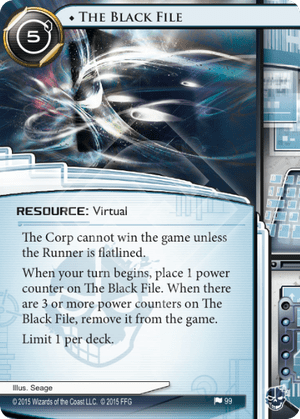 5
♦ The Black File
RESOURCE: Virtual
The Corp cannot win the game unless
the Runner is flatlined.
When your turn begins, place 1 power
counter on The Black File. When there
are 3 or more power counters on The
Black File, remove it from the game.
Limit 1 per deck.
Illus. Seage
© 2015 Wizards of the Coast LLC. © 2015 FFG 99